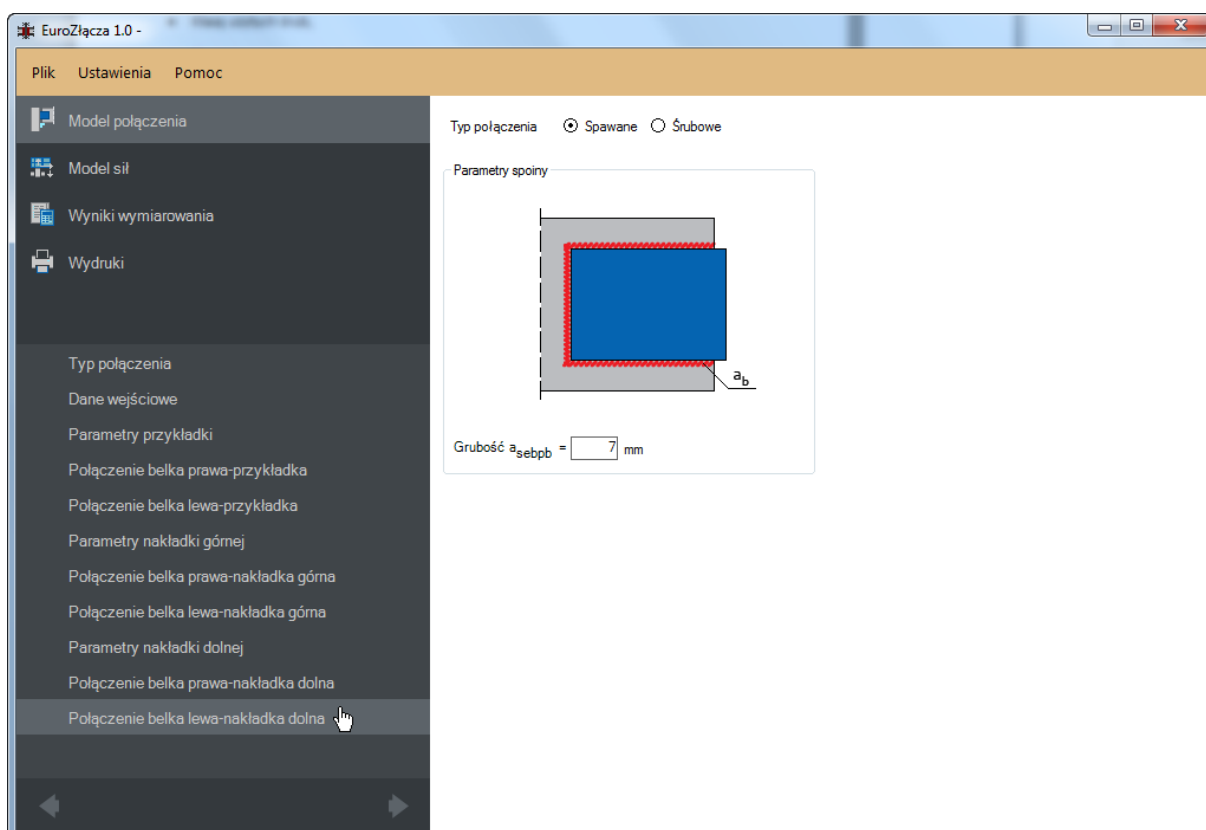 EuroZłącza 1.0 -
Plik Ustawienia Pomoc
Model połączenia
Model sił
Wyniki wymiarowania
Wydruki
Typ połączenia
Dane wejściowe
Parametry przykładki
Połączenie belka prawa-przykładka
Połączenie belka lewa-przykładka
Parametry nakładki górnej
Połączenie belka prawa-nakładka górna
Połączenie belka lewa-nakładka górna
Parametry nakładki dolnej
Połączenie belka prawa-nakładka dolna
Połączenie belka lewa-nakładka dolna
Typ połączenia Spawane Śrubowe
Parametry spoiny
ab
Grubość asebpb = 7 mm